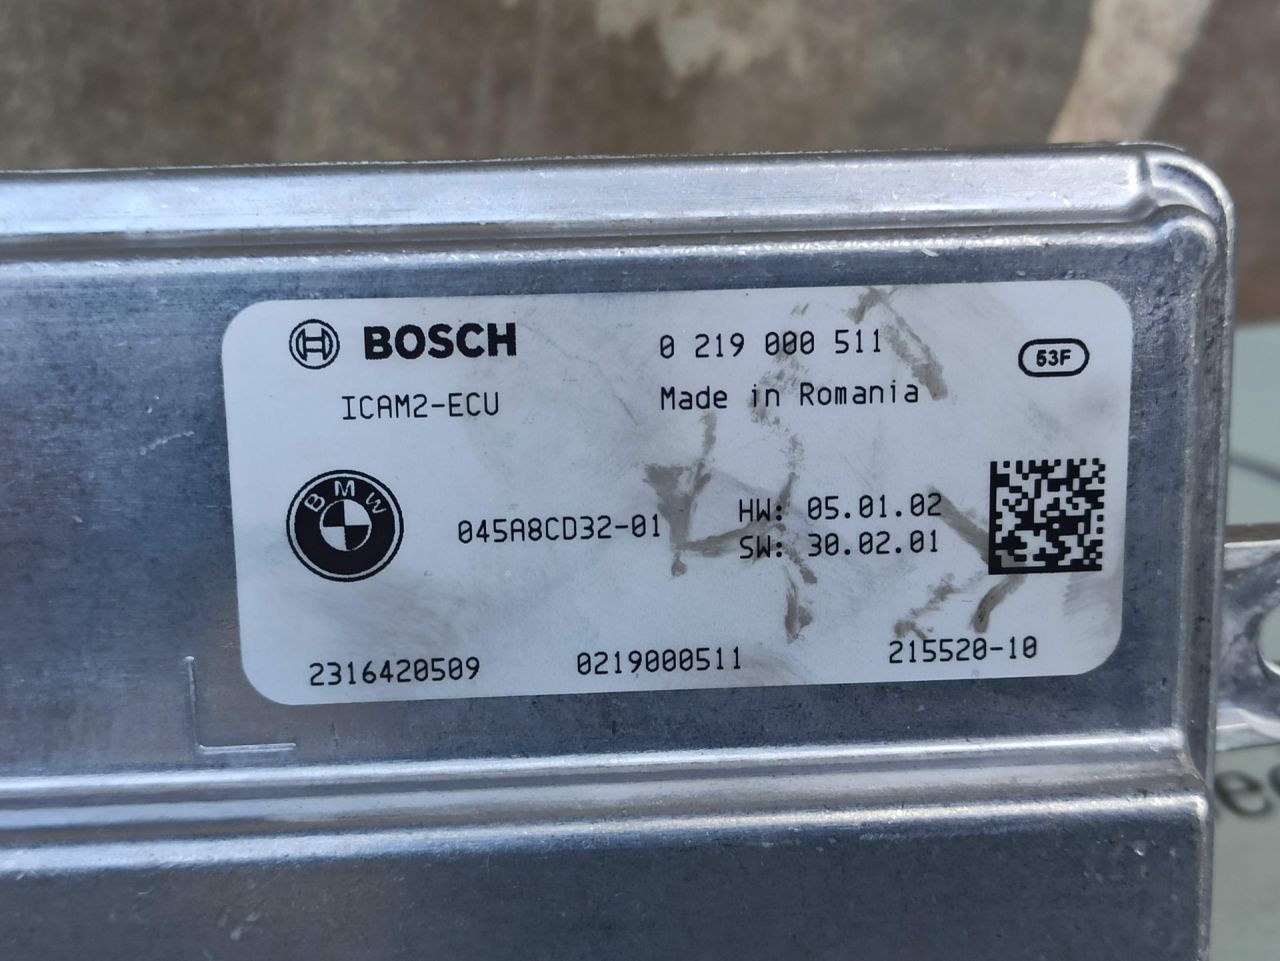 BOSCH 0 219 000 511 53F
ICAM2-ECU Made in Romania
BMW 045A8CD32-01 HW: 05.01.02
SW: 30.02.01
2316420509 0219000511 215520-10